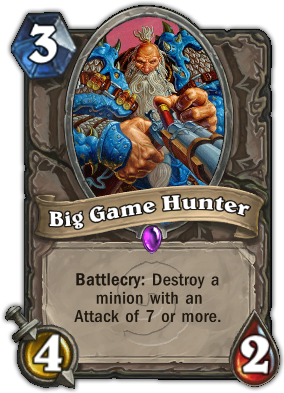 3
Big Game Hunter
Battlecry: Destroy a
minion with an
Attack of 7 or more.
4
2